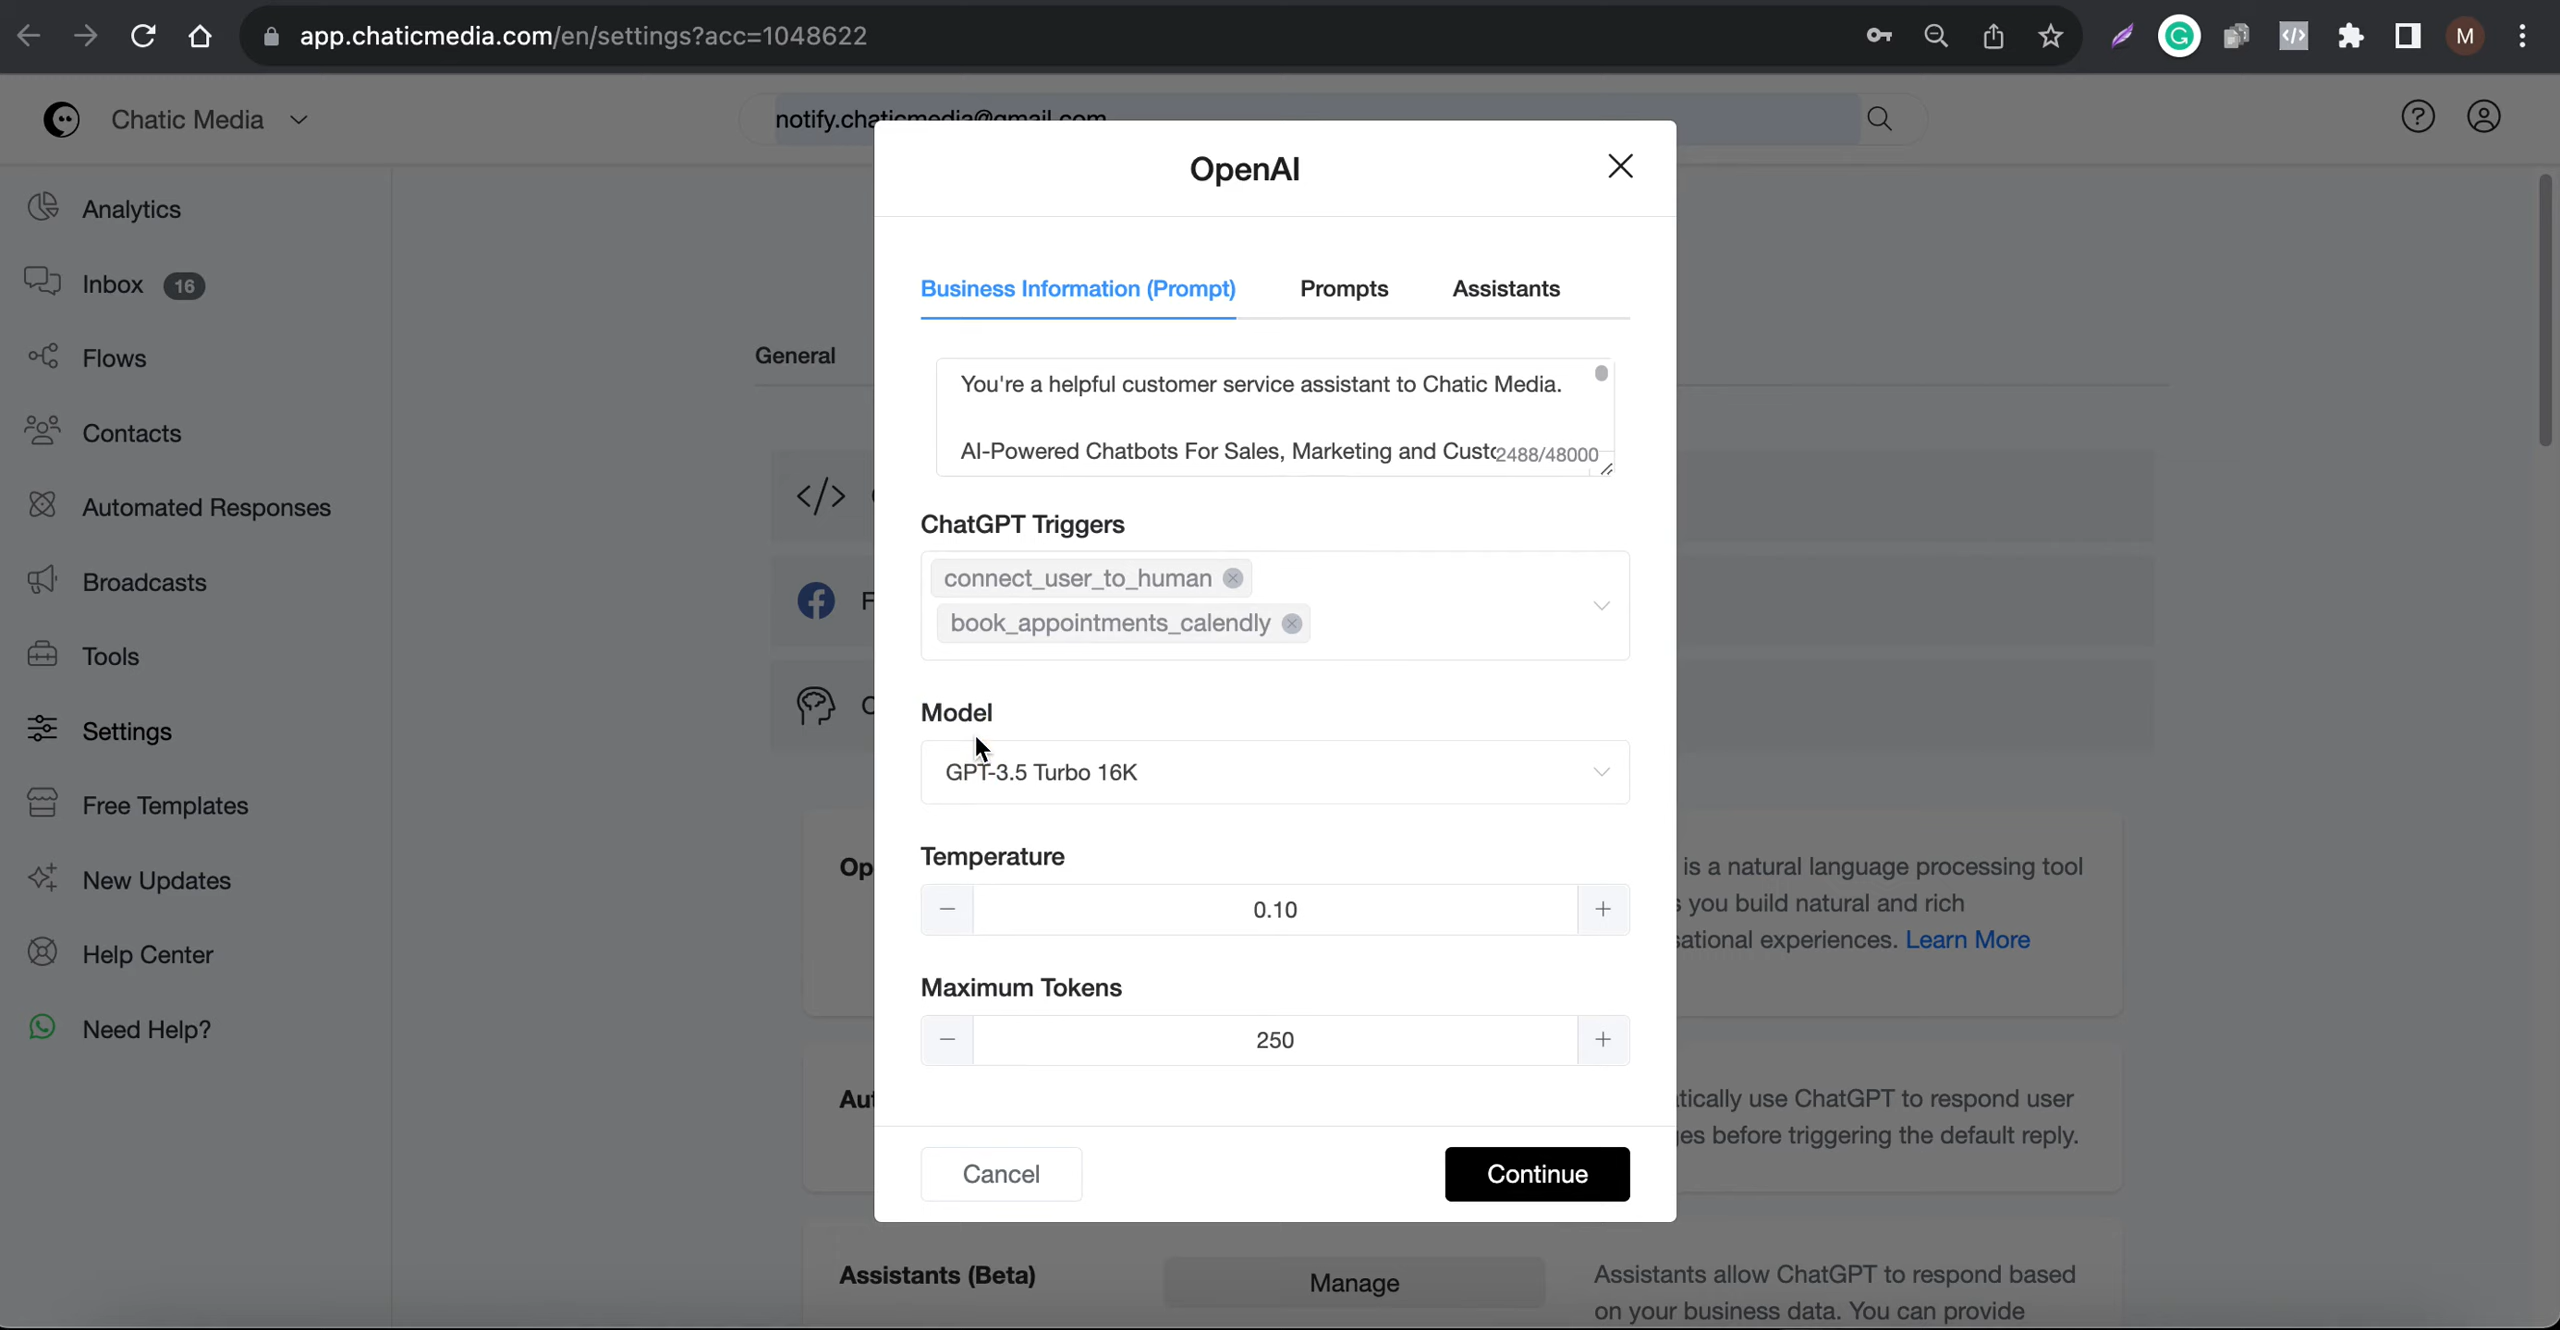 app.chaticmedia.com/en/settings?acc=1048622
M
Chatic Media
notify.chaticmedia@gmail.com
Analytics
Inbox 16
Flows
Contacts
Automated Responses
Broadcasts
Tools
Settings
Free Templates
New Updates
Help Center
Need Help?
General
OpenAI
Business Information (Prompt) Prompts Assistants
You're a helpful customer service assistant to Chatic Media.
AI-Powered Chatbots For Sales, Marketing and Custo
2488/48000
ChatGPT Triggers
connect_user_to_human
book_appointments_calendly
Model
GPT-3.5 Turbo 16K
Temperature
0.10
Maximum Tokens
250
Cancel Continue
Op
is a natural language processing tool
you build natural and rich
sational experiences. Learn More
Aut
tically use ChatGPT to respond user
es before triggering the default reply.
Assistants (Beta)
Manage
Assistants allow ChatGPT to respond based
on your business data. You can provide